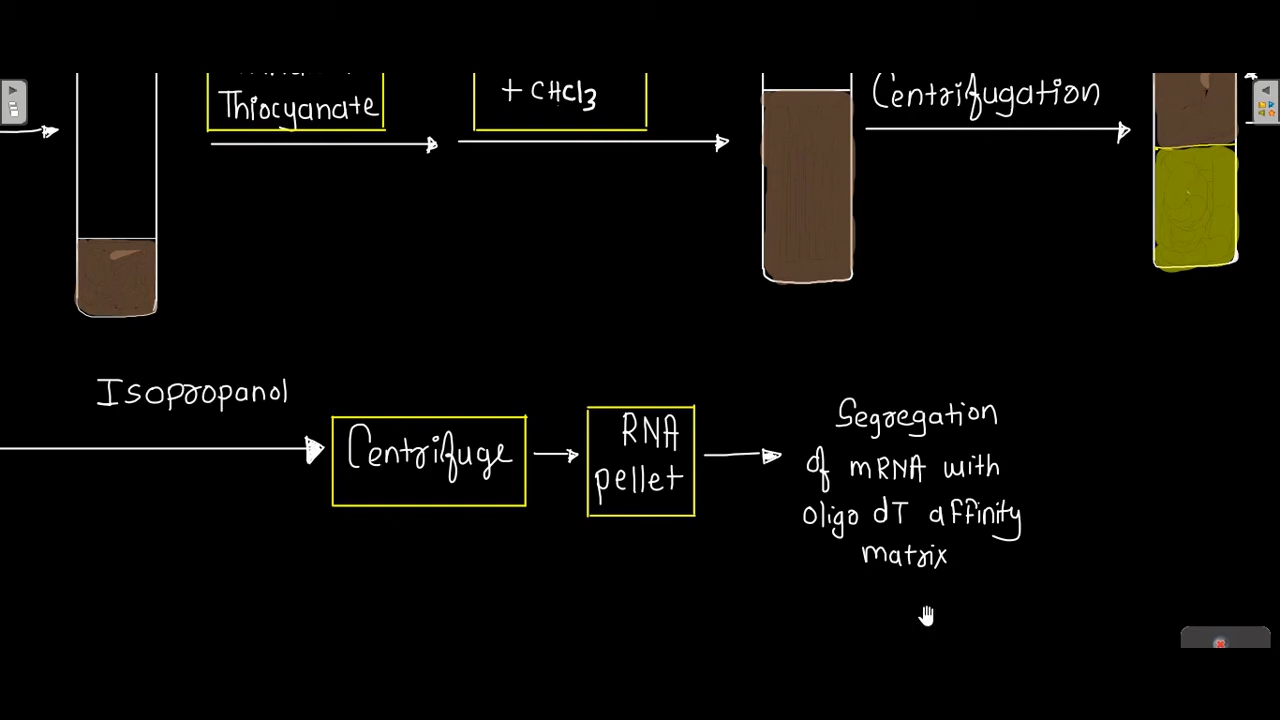 Thiocyanate
+ CHCl3
Centrifugation
Isopropanol
Centrifuge
RNA
pellet
Segregation
of mRNA with
oligo dT affinity
matrix